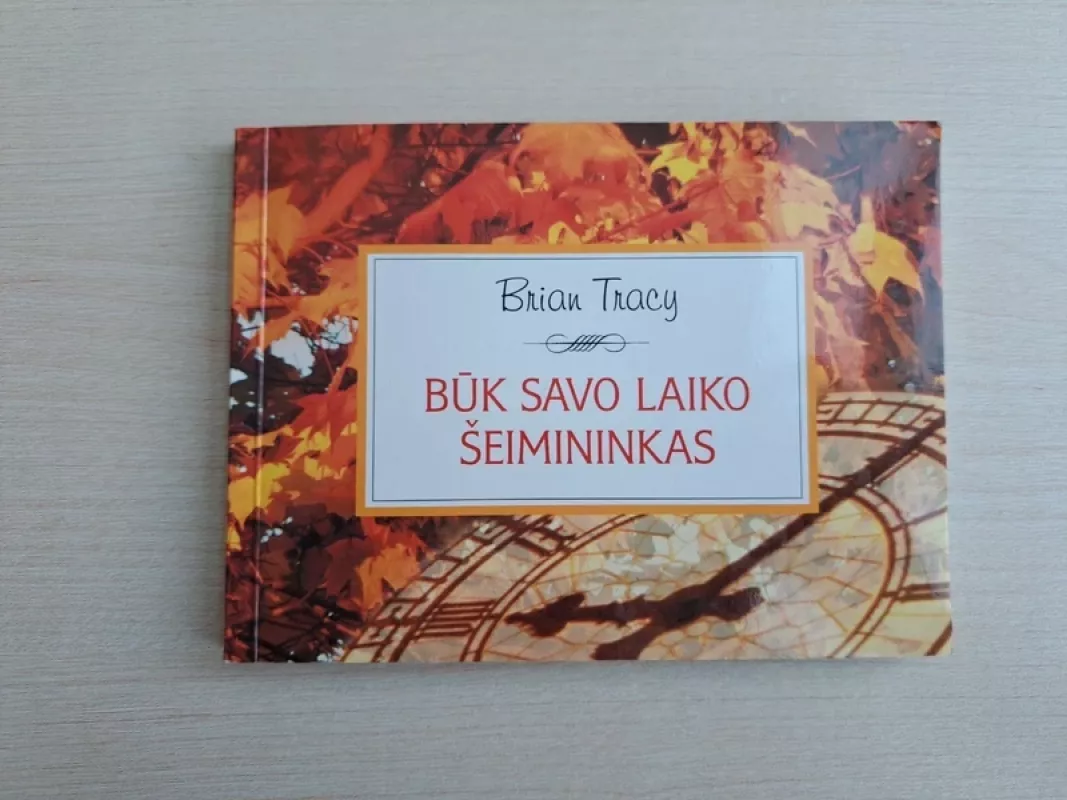 Brian Tracy
BŪK SAVO LAIKO
ŠEIMININKAS